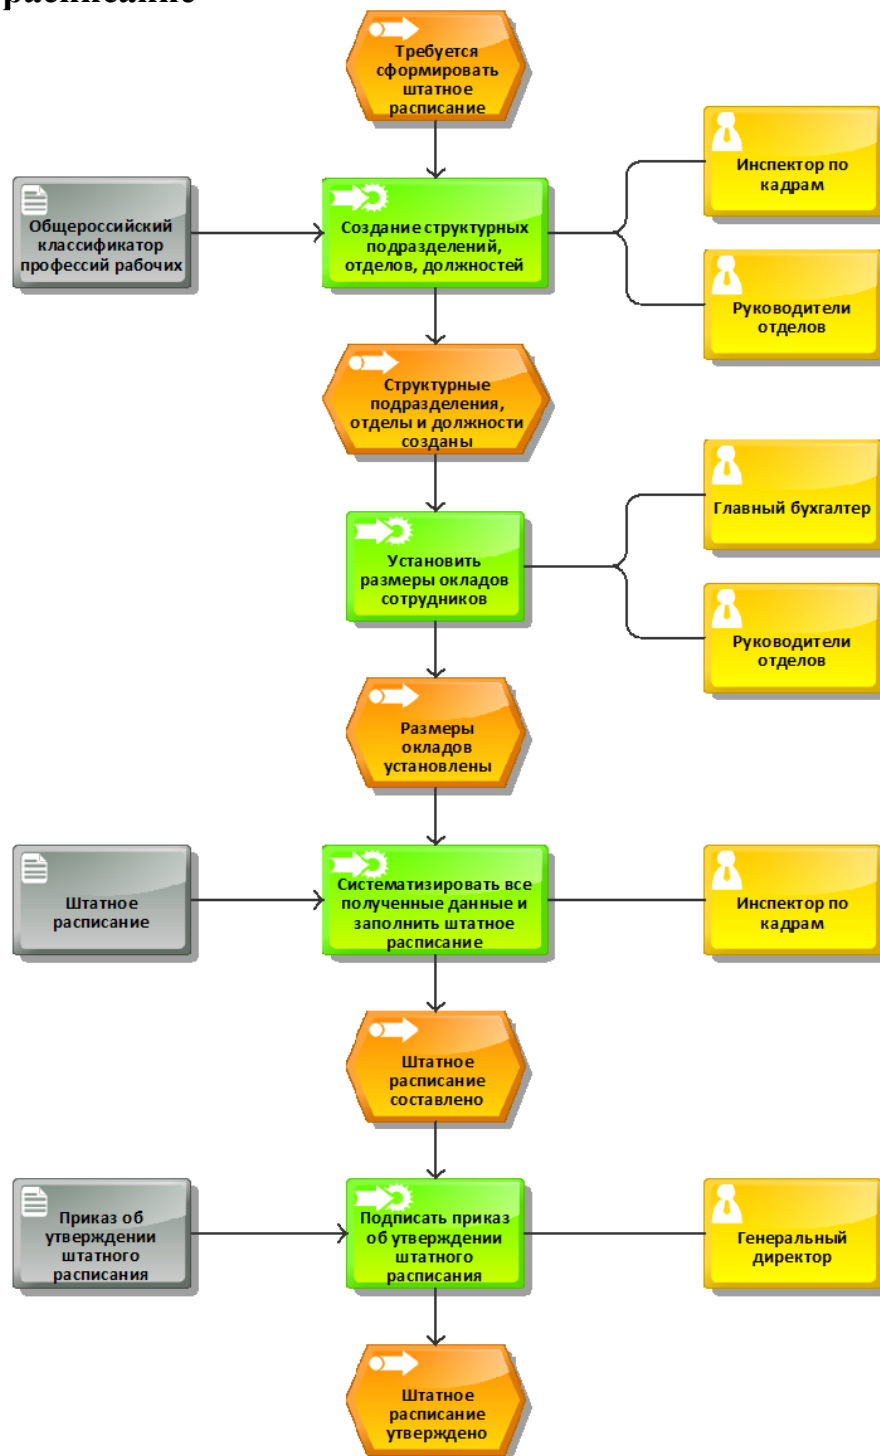 расписание
Требуется
сформировать
штатное
расписание
Инспектор по
кадрам
Общероссийский
классификатор
профессий рабочих
Создание структурных
подразделений,
отделов, должностей
Руководители
отделов
Структурные
подразделения,
отделы и должности
созданы
Главный бухгалтер
Установить
размеры окладов
сотрудников
Руководители
отделов
Размеры
окладов
установлены
Штатное
расписание
Систематизировать все
полученные данные и
заполнить штатное
расписание
Инспектор по
кадрам
Штатное
расписание
составлено
Приказ об
утверждении
штатного
расписания
Подписать приказ
об утверждении
штатного
расписания
Генеральный
директор
Штатное
расписание
утверждено